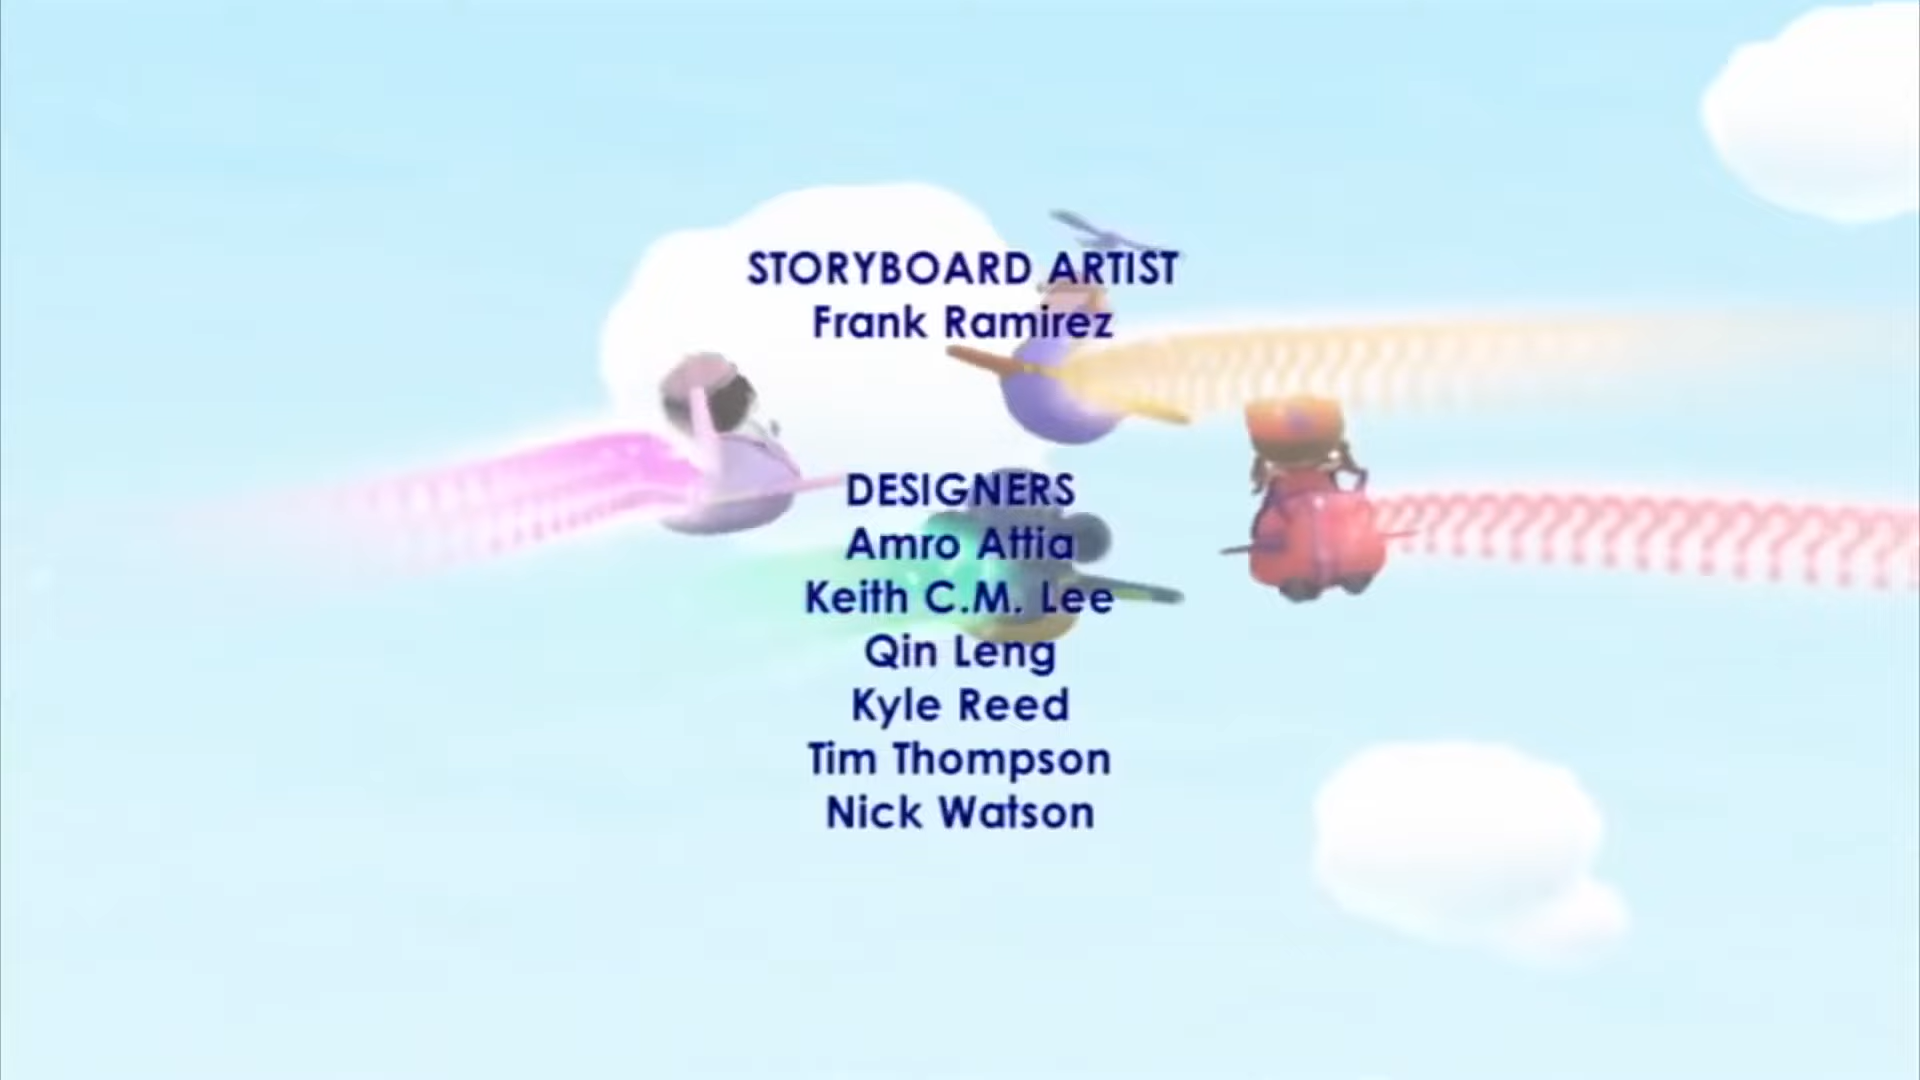 STORYBOARD ARTIST
Frank Ramirez
DESIGNERS
Amro Attia
Keith C.M. Lee
Qin Leng
Kyle Reed
Tim Thompson
Nick Watson